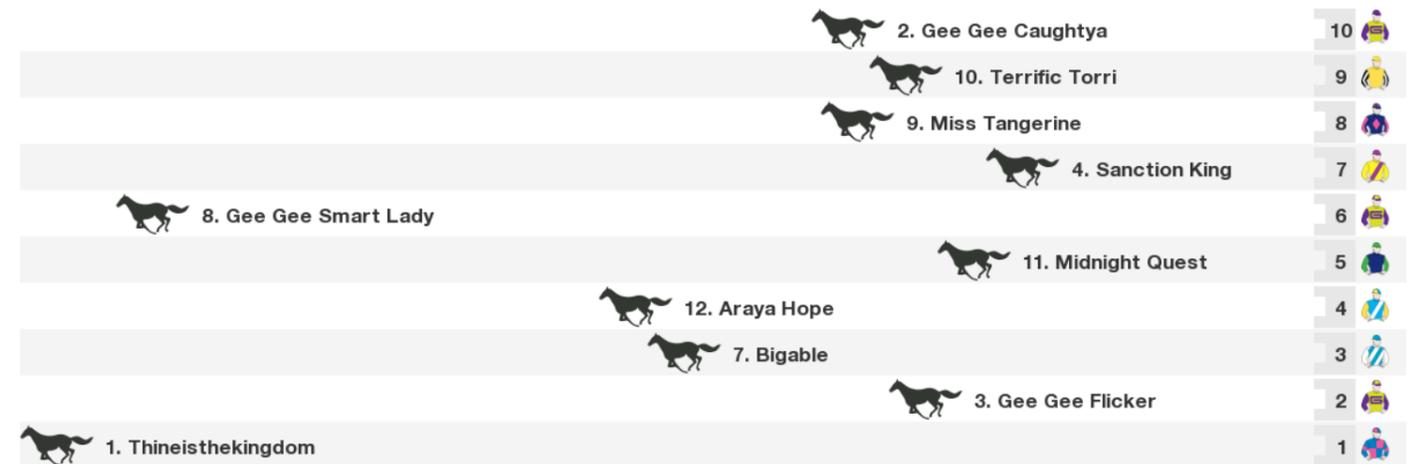 2. Gee Gee Caughtya 10
10. Terrific Torri 9
9. Miss Tangerine 8
4. Sanction King 7
8. Gee Gee Smart Lady 6
11. Midnight Quest 5
12. Araya Hope 4
7. Bigable 3
3. Gee Gee Flicker 2
1. Thineisthekingdom 1